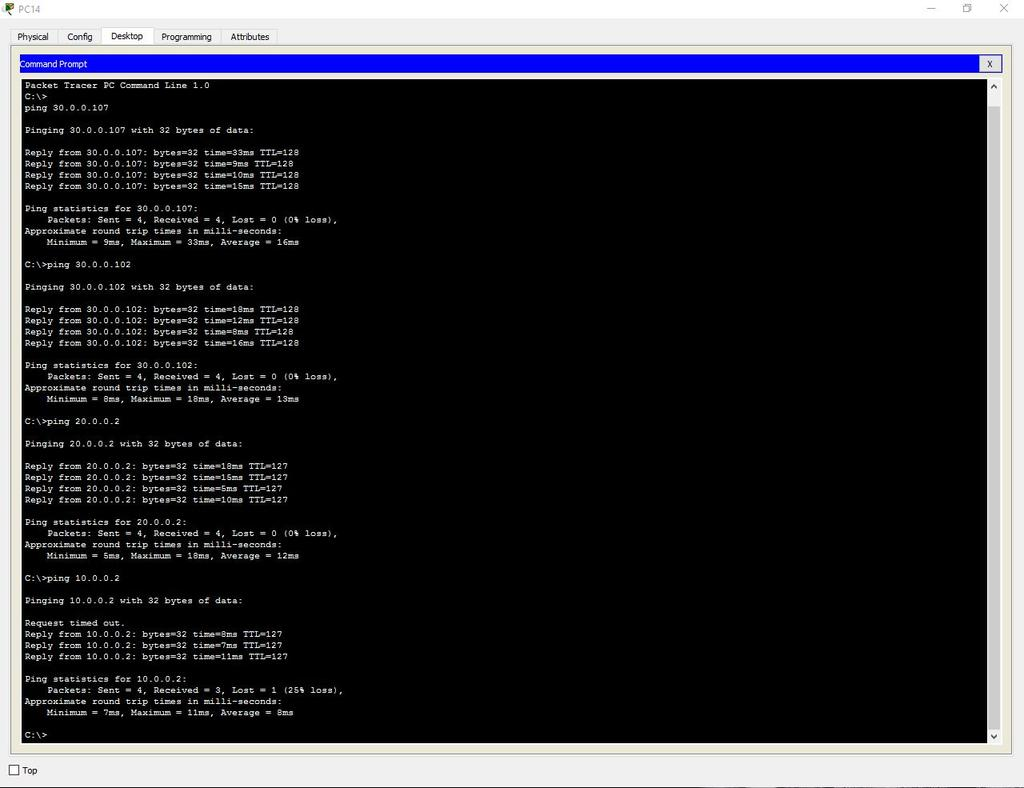 PC14
Physical Config Desktop Programming Attributes
Command Prompt X
Packet Tracer PC Command Line 1.0
C:\>
ping 30.0.0.107
Pinging 30.0.0.107 with 32 bytes of data:
Reply from 30.0.0.107: bytes=32 time=33ms TTL=128
Reply from 30.0.0.107: bytes=32 time=9ms TTL=128
Reply from 30.0.0.107: bytes=32 time=10ms TTL=128
Reply from 30.0.0.107: bytes=32 time=15ms TTL=128
Ping statistics for 30.0.0.107:
Packets: Sent = 4, Received = 4, Lost = 0 (0% loss),
Approximate round trip times in milli-seconds:
Minimum = 9ms, Maximum = 33ms, Average = 16ms
C:\>ping 30.0.0.102
Pinging 30.0.0.102 with 32 bytes of data:
Reply from 30.0.0.102: bytes=32 time=18ms TTL=128
Reply from 30.0.0.102: bytes=32 time=12ms TTL=128
Reply from 30.0.0.102: bytes=32 time=8ms TTL=128
Reply from 30.0.0.102: bytes=32 time=16ms TTL=128
Ping statistics for 30.0.0.102:
Packets: Sent = 4, Received = 4, Lost = 0 (0% loss),
Approximate round trip times in milli-seconds:
Minimum = 8ms, Maximum = 18ms, Average = 13ms
C:\>ping 20.0.0.2
Pinging 20.0.0.2 with 32 bytes of data:
Reply from 20.0.0.2: bytes=32 time=18ms TTL=127
Reply from 20.0.0.2: bytes=32 time=15ms TTL=127
Reply from 20.0.0.2: bytes=32 time=5ms TTL=127
Reply from 20.0.0.2: bytes=32 time=10ms TTL=127
Ping statistics for 20.0.0.2:
Packets: Sent = 4, Received = 4, Lost = 0 (0% loss),
Approximate round trip times in milli-seconds:
Minimum = 5ms, Maximum = 18ms, Average = 12ms
C:\>ping 10.0.0.2
Pinging 10.0.0.2 with 32 bytes of data:
Request timed out.
Reply from 10.0.0.2: bytes=32 time=8ms TTL=127
Reply from 10.0.0.2: bytes=32 time=7ms TTL=127
Reply from 10.0.0.2: bytes=32 time=11ms TTL=127
Ping statistics for 10.0.0.2:
Packets: Sent = 4, Received = 3, Lost = 1 (25% loss),
Approximate round trip times in milli-seconds:
Minimum = 7ms, Maximum = 11ms, Average = 8ms
C:\>
Top